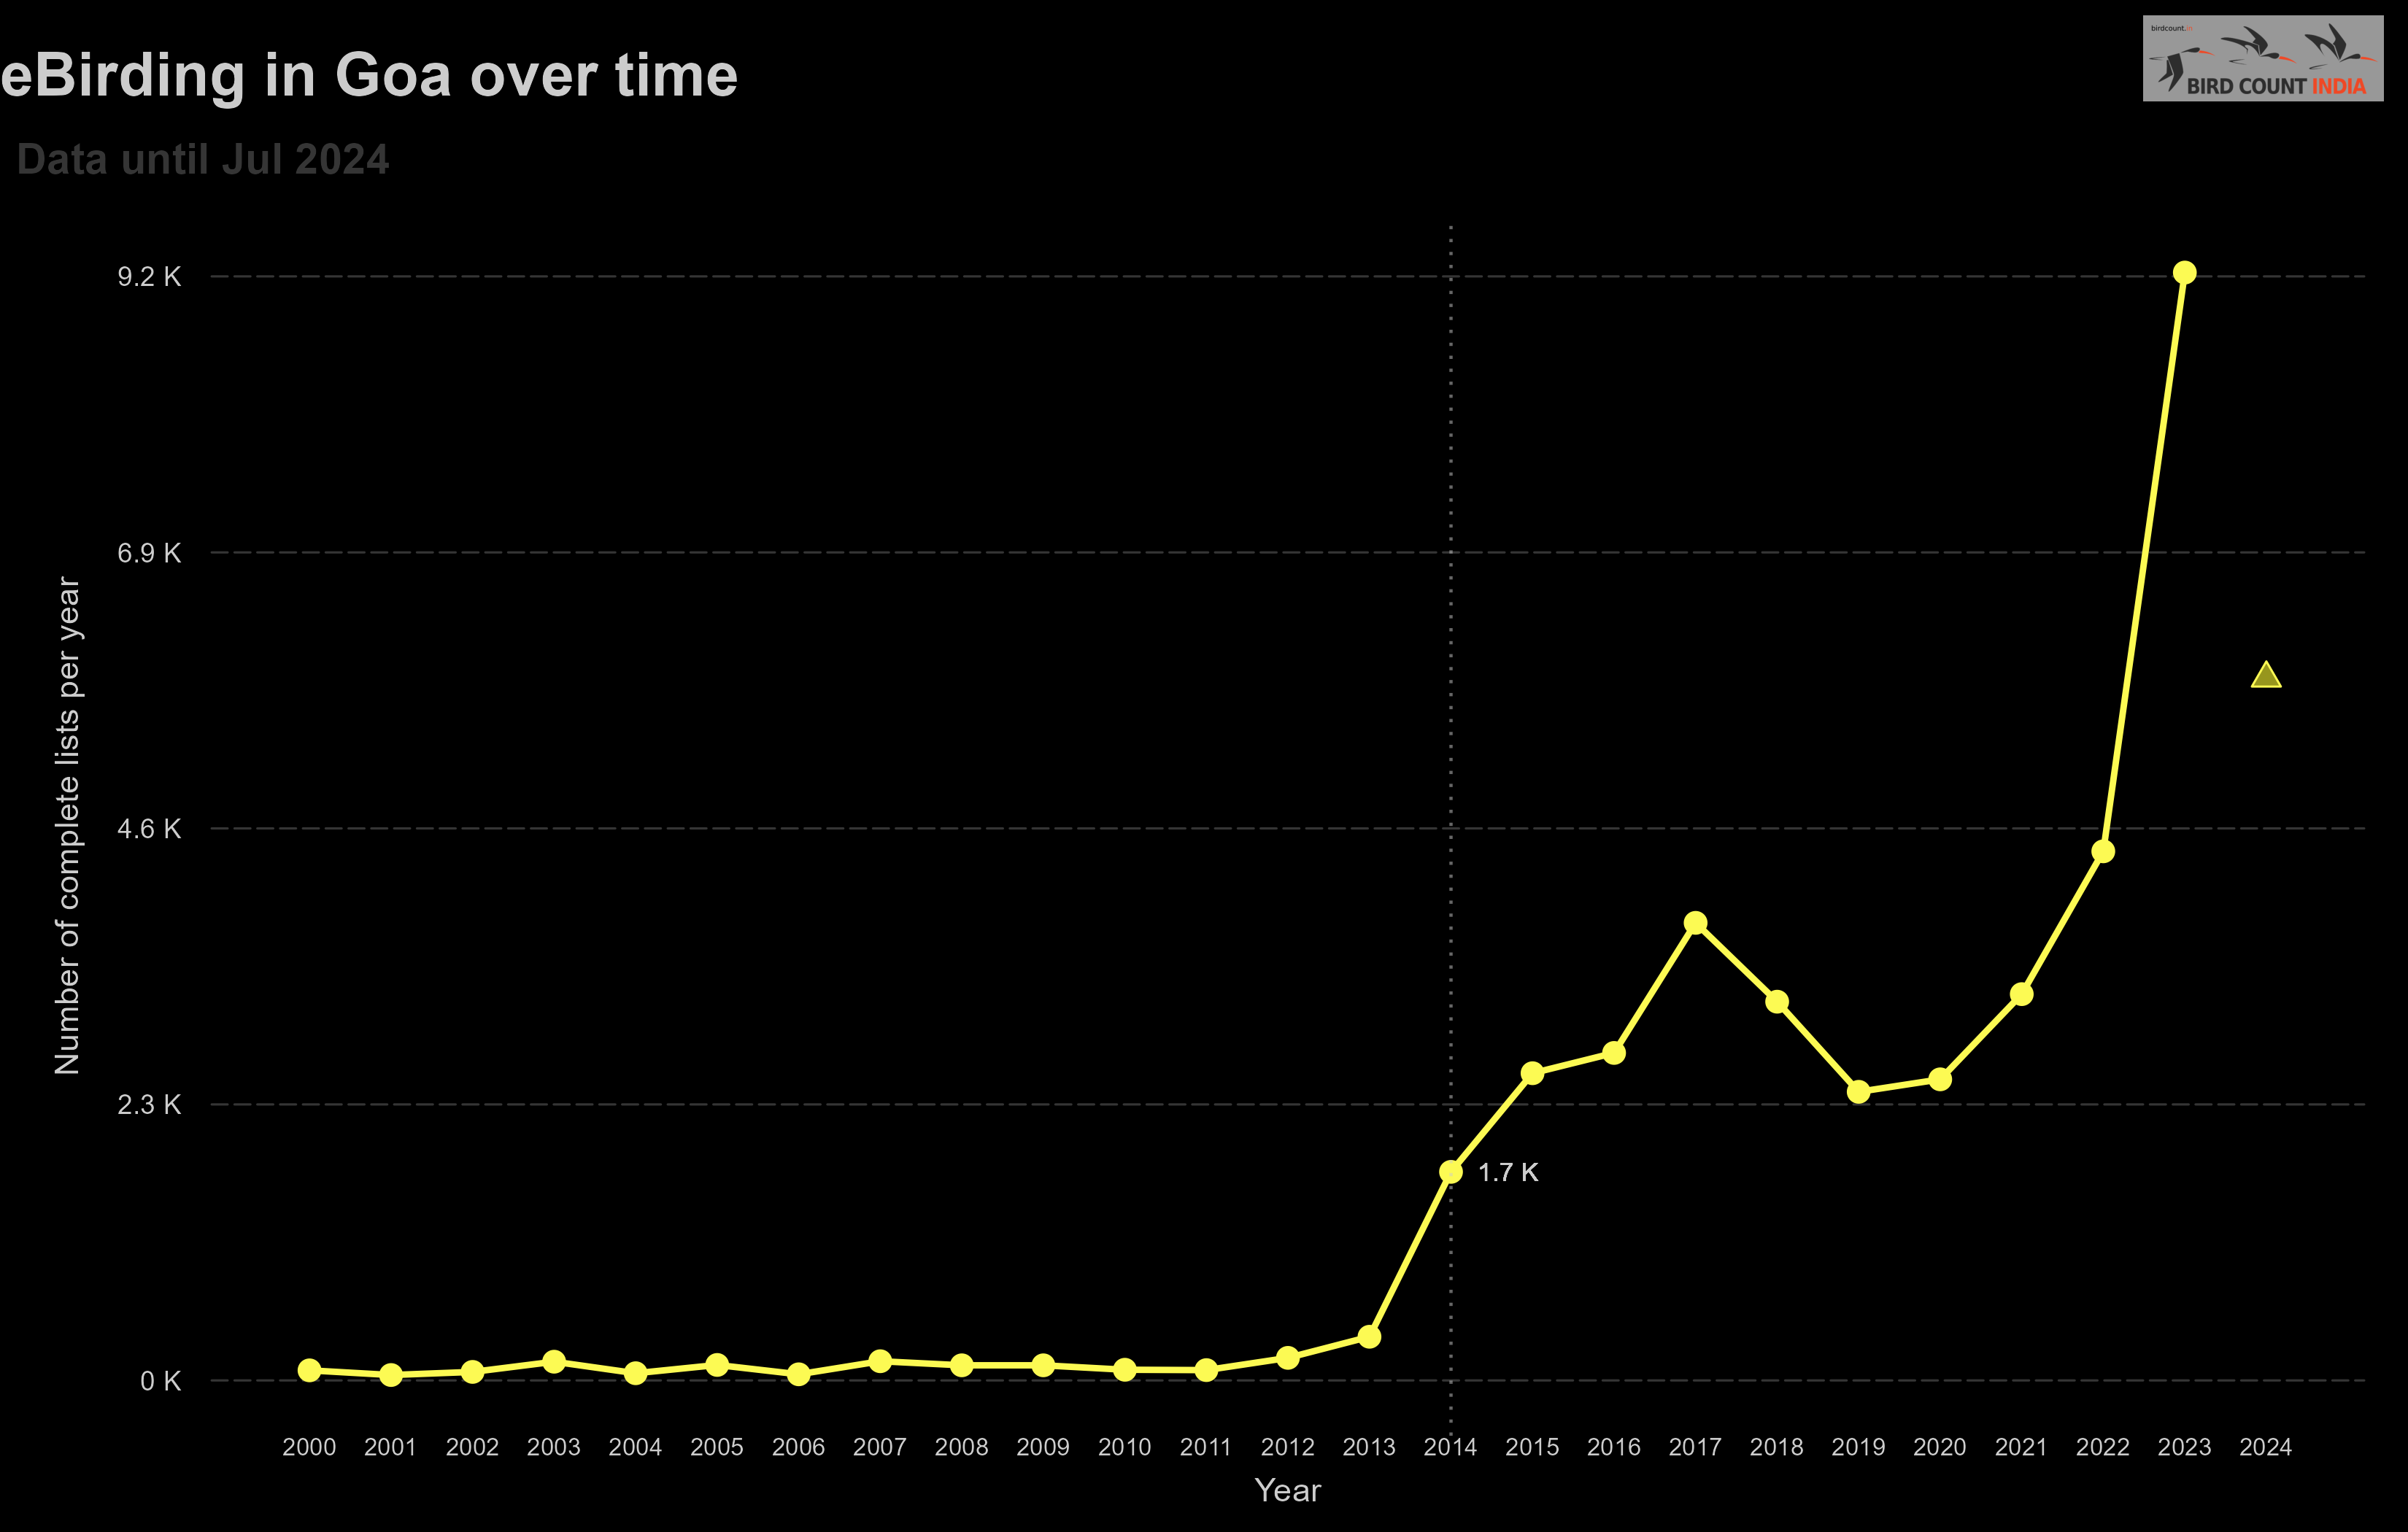 birdcount.in
BIRD COUNT INDIA
eBirding in Goa over time
Data until Jul 2024
9.2 K
6.9 K
4.6 K
2.3 K
0 K
Number of complete lists per year
1.7 K
2000 2001 2002 2003 2004 2005 2006 2007 2008 2009 2010 2011 2012 2013 2014 2015 2016 2017 2018 2019 2020 2021 2022 2023 2024
Year